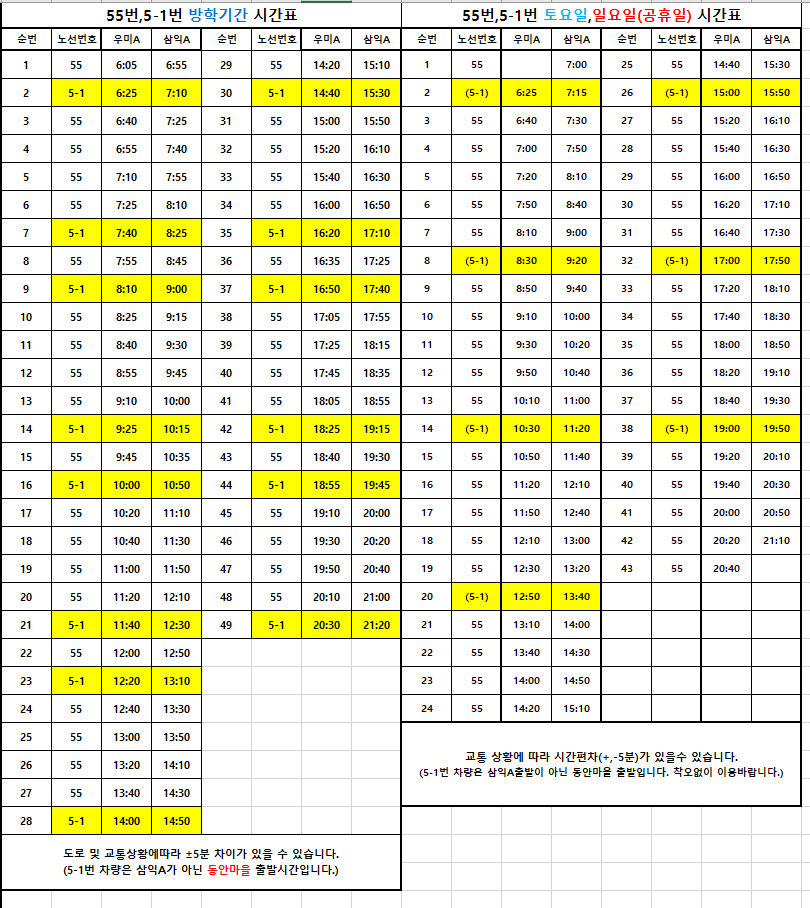 55번,5-1번 방학기간 시간표
순번 노선번호 우미A 삼익A 순번 노선번호 우미A 삼익A
1 55 6:05 6:55 29 55 14:20 15:10
2 5-1 6:25 7:10 30 5-1 14:40 15:30
3 55 6:40 7:25 31 55 15:00 15:50
4 55 6:55 7:40 32 55 15:20 16:10
5 55 7:10 7:55 33 55 15:40 16:30
6 55 7:25 8:10 34 55 16:00 16:50
7 5-1 7:40 8:25 35 5-1 16:20 17:10
8 55 7:55 8:45 36 55 16:35 17:25
9 5-1 8:10 9:00 37 5-1 16:50 17:40
10 55 8:25 9:15 38 55 17:05 17:55
11 55 8:40 9:30 39 55 17:25 18:15
12 55 8:55 9:45 40 55 17:45 18:35
13 55 9:10 10:00 41 55 18:05 18:55
14 5-1 9:25 10:15 42 5-1 18:25 19:15
15 55 9:45 10:35 43 55 18:40 19:30
16 5-1 10:00 10:50 44 5-1 18:55 19:45
17 55 10:20 11:10 45 55 19:10 20:00
18 55 10:40 11:30 46 55 19:30 20:20
19 55 11:00 11:50 47 55 19:50 20:40
20 55 11:20 12:10 48 55 20:10 21:00
21 5-1 11:40 12:30 49 5-1 20:30 21:20
22 55 12:00 12:50
23 5-1 12:20 13:10
24 55 12:40 13:30
25 55 13:00 13:50
26 55 13:20 14:10
27 55 13:40 14:30
28 5-1 14:00 14:50
도로 및 교통상황에따라 ±5분 차이가 있을 수 있습니다.
(5-1번 차량은 삼익A가 아닌 동안마을 출발시간입니다.)
55번,5-1번 토요일,일요일(공휴일) 시간표
순번 노선번호 우미A 삼익A 순번 노선번호 우미A 삼익A
1 55 7:00 25 55 14:40 15:30
2 (5-1) 6:25 7:15 26 (5-1) 15:00 15:50
3 55 6:40 7:30 27 55 15:20 16:10
4 55 7:00 7:50 28 55 15:40 16:30
5 55 7:20 8:10 29 55 16:00 16:50
6 55 7:50 8:40 30 55 16:20 17:10
7 55 8:10 9:00 31 55 16:40 17:30
8 (5-1) 8:30 9:20 32 (5-1) 17:00 17:50
9 55 8:50 9:40 33 55 17:20 18:10
10 55 9:10 10:00 34 55 17:40 18:30
11 55 9:30 10:20 35 55 18:00 18:50
12 55 9:50 10:40 36 55 18:20 19:10
13 55 10:10 11:00 37 55 18:40 19:30
14 (5-1) 10:30 11:20 38 (5-1) 19:00 19:50
15 55 10:50 11:40 39 55 19:20 20:10
16 55 11:20 12:10 40 55 19:40 20:30
17 55 11:50 12:40 41 55 20:00 20:50
18 55 12:10 13:00 42 55 20:20 21:10
19 55 12:30 13:20 43 55 20:40
20 (5-1) 12:50 13:40
21 55 13:10 14:00
22 55 13:40 14:30
23 55 14:00 14:50
24 55 14:20 15:10
교통 상황에 따라 시간편차(+,-5분)가 있을수 있습니다.
(5-1번 차량은 삼익A출발이 아닌 동안마을 출발입니다. 착오없이 이용바랍니다.)